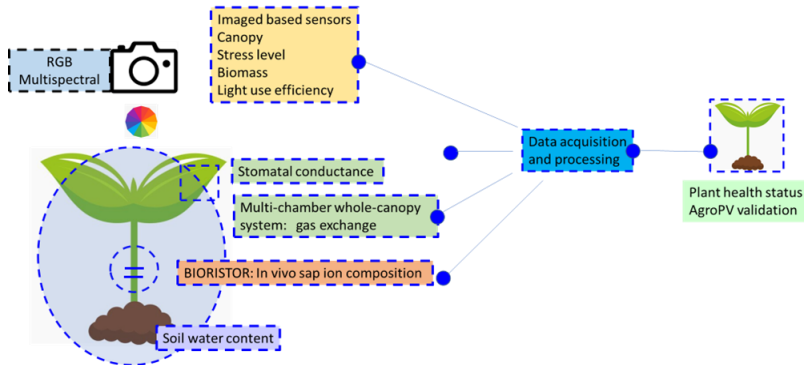 Imaged based sensors
Canopy
Stress level
Biomass
Light use efficiency
RGB
Multispectral
Data acquisition
and processing
Stomatal conductance
Multi-chamber whole-canopy
system: gas exchange
Plant health status
AgroPV validation
BIORISTOR: In vivo sap ion composition
Soil water content